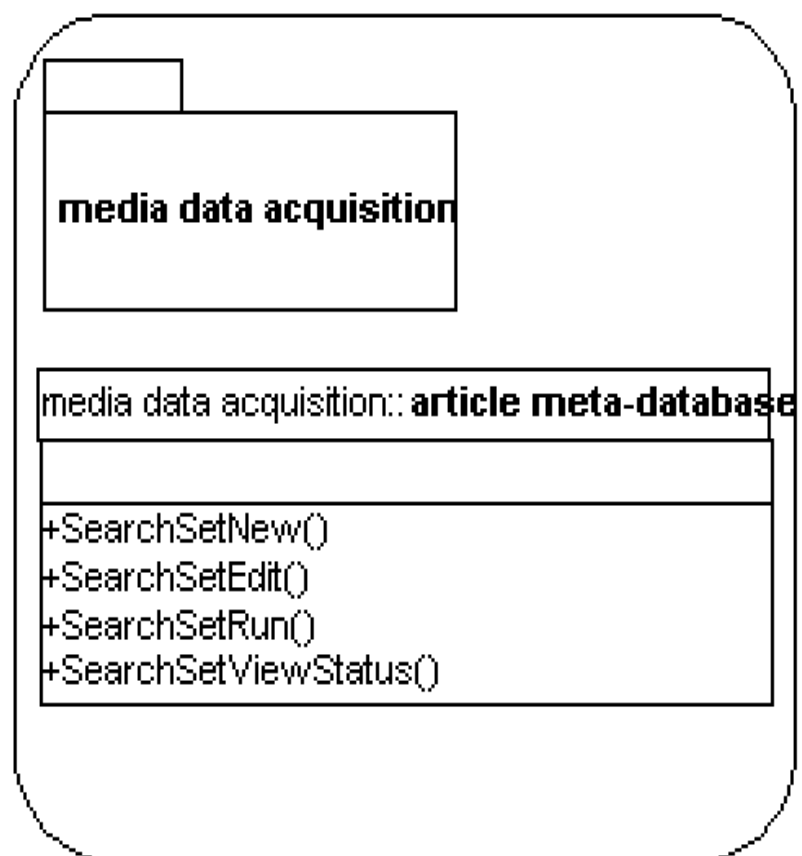 media data acquisition
media data acquisition:: article meta-database
+SearchSetNew()
+SearchSetEdit()
+SearchSetRun()
+SearchSetViewStatus()